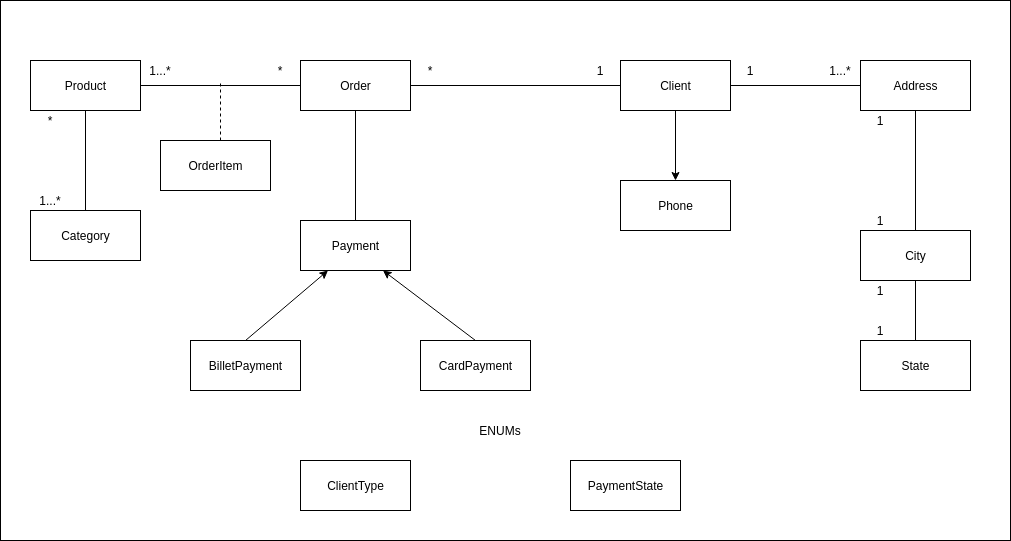 1...*
*
*
1
1
1...*
Product
Order
Client
Address
*
1
OrderItem
1...*
Phone
1
Category
Payment
City
1
1
BilletPayment
CardPayment
State
ENUMs
ClientType
PaymentState